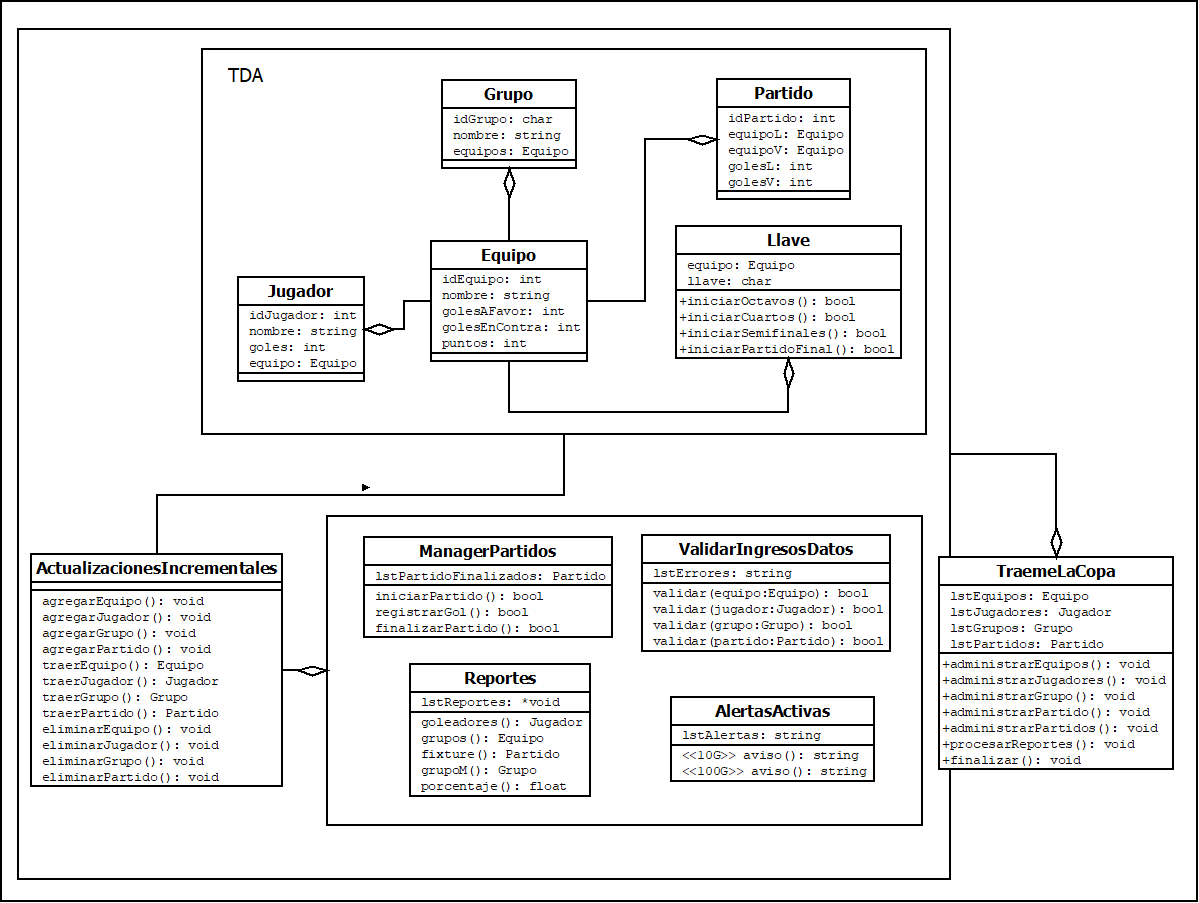 TDA
Grupo
idGrupo: char
nombre: string
equipos: Equipo
Partido
idPartido: int
equipoL: Equipo
equipoV: Equipo
golesL: int
golesV: int
Equipo
idEquipo: int
nombre: string
golesAFavor: int
golesEnContra: int
puntos: int
Llave
equipo: Equipo
llave: char
+iniciarOctavos(): bool
+iniciarCuartos(): bool
+iniciarSemifinales(): bool
+iniciarPartidoFinal(): bool
Jugador
idJugador: int
nombre: string
goles: int
equipo: Equipo
ActualizacionesIncrementales
agregarEquipo(): void
agregarJugador(): void
agregarGrupo(): void
agregarPartido(): void
traerEquipo(): Equipo
traerJugador(): Jugador
traerGrupo(): Grupo
traerPartido(): Partido
eliminarEquipo(): void
eliminarJugador(): void
eliminarGrupo(): void
eliminarPartido(): void
ManagerPartidos
lstPartidoFinalizados: Partido
iniciarPartido(): bool
registrarGol(): bool
finalizarPartido(): bool
ValidarIngresosDatos
lstErrores: string
validar(equipo:Equipo): bool
validar(jugador:Jugador): bool
validar(grupo:Grupo): bool
validar(partido:Partido): bool
Reportes
lstReportes: *void
goleadores(): Jugador
grupos(): Equipo
fixture(): Partido
grupoM(): Grupo
porcentaje(): float
AlertasActivas
lstAlertas: string
<<10G>> aviso(): string
<<100G>> aviso(): string
TraemeLaCopa
lstEquipos: Equipo
lstJugadores: Jugador
lstGrupos: Grupo
lstPartidos: Partido
+administrarEquipos(): void
+administrarJugadores(): void
+administrarGrupo(): void
+administrarPartido(): void
+administrarPartidos(): void
+procesarReportes(): void
+finalizar(): void